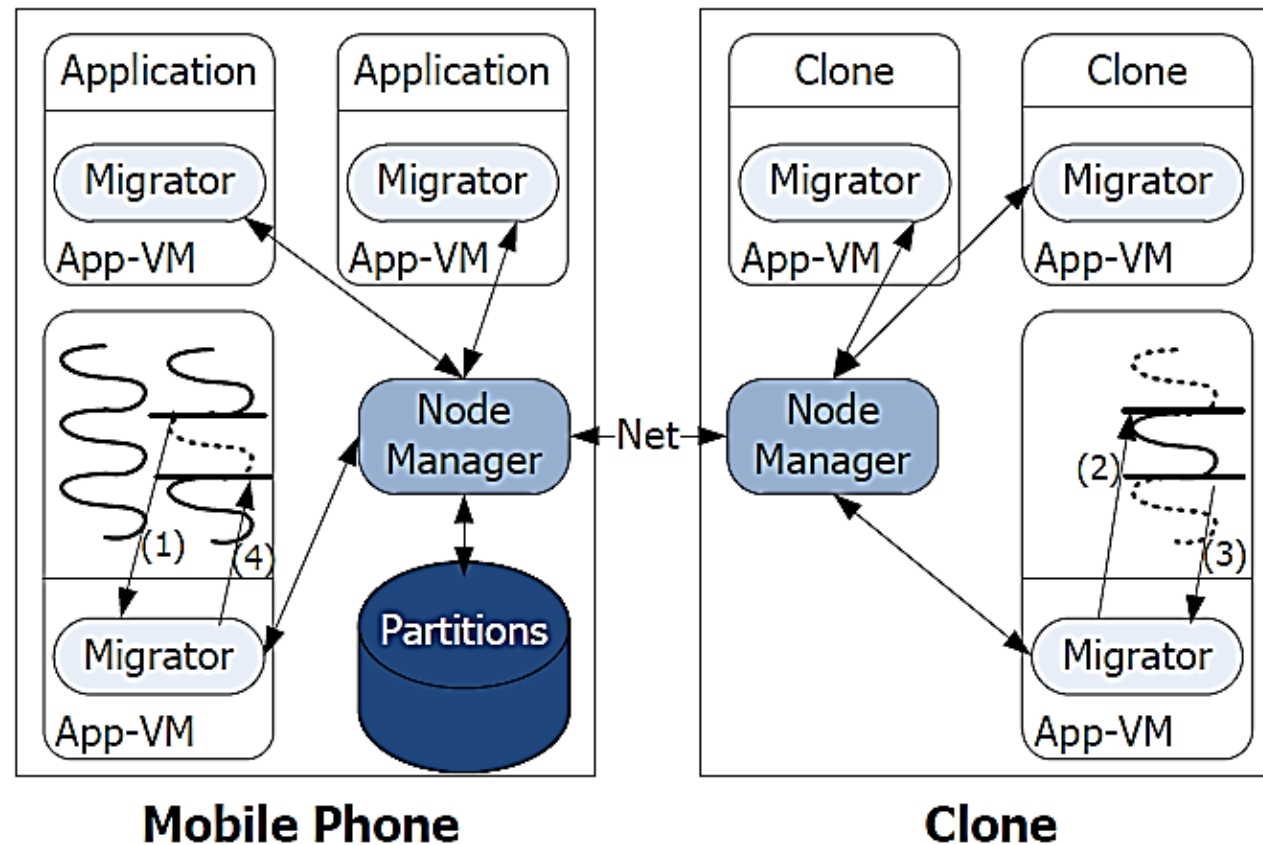 Application
Application
Clone
Clone
Migrator
Migrator
Migrator
Migrator
App-VM
App-VM
App-VM
App-VM
Node
Manager
Net
Node
Manager
(1)
(4)
(2)
(3)
Partitions
Migrator
Migrator
App-VM
App-VM
Mobile Phone
Clone